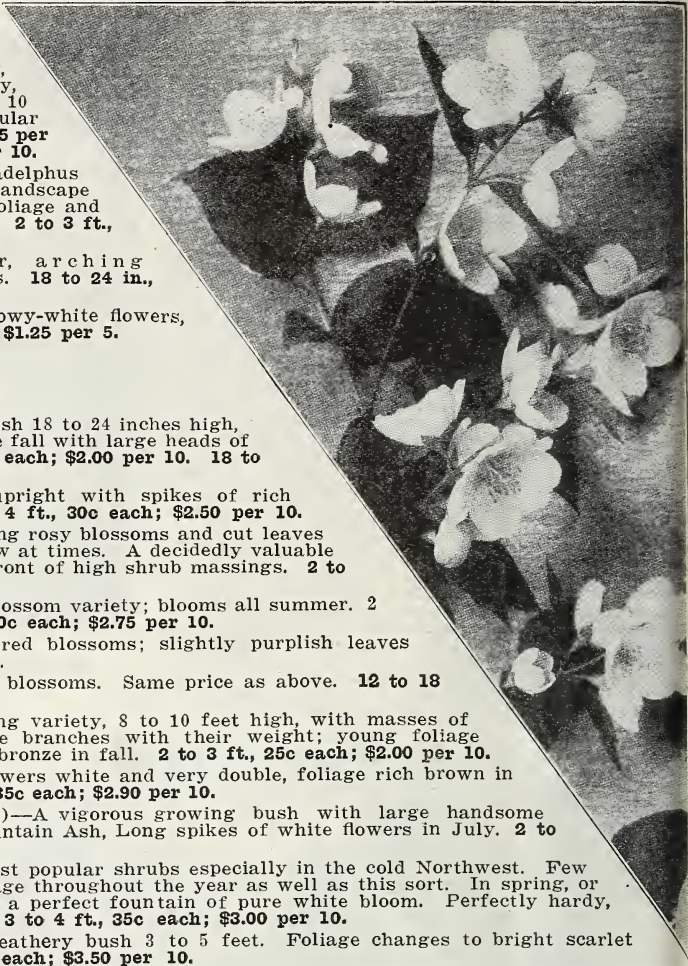 10
5 per
10.
andscape
oliage and
2 to 3 ft.,
arching
18 to 24 in.,
owy-white flowers,
$1.25 per 5.
sh 18 to 24 inches high,
fall with large heads of
each; $2.00 per 10. 18 to
upright with spikes of rich
4 ft., 30c each; $2.50 per 10.
ng rosy blossoms and cut leaves
w at times. A decidedly valuable
ront of high shrub massings. 2 to
ossom variety; blooms all summer. 2
0c each; $2.75 per 10.
red blossoms; slightly purplish leaves
blossoms. Same price as above. 12 to 18
ng variety, 8 to 10 feet high, with masses of
e branches with their weight; young foliage
bronze in fall. 2 to 3 ft., 25c each; $2.00 per 10.
wers white and very double, foliage rich brown in
35c each; $2.90 per 10.
)—A vigorous growing bush with large handsome
ntain Ash, Long spikes of white flowers in July. 2 to
st popular shrubs especially in the cold Northwest. Few
ge throughout the year as well as this sort. In spring, or
a perfect fountain of pure white bloom. Perfectly hardy,
3 to 4 ft., 35c each; $3.00 per 10.
eathery bush 3 to 5 feet. Foliage changes to bright scarlet
each; $3.50 per 10.